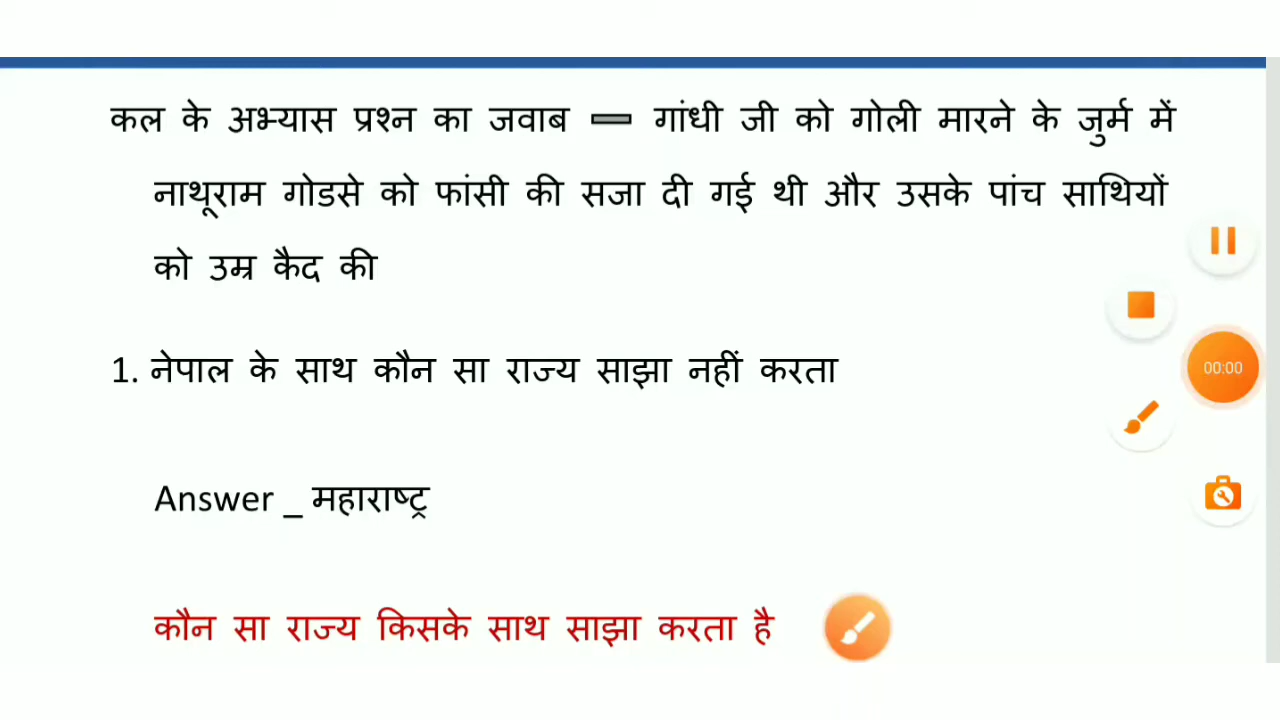 कल के अभ्यास प्रश्न का जवाब — गांधी जी को गोली मारने के जुर्म में
नाथूराम गोडसे को फांसी की सजा दी गई थी और उसके पांच साथियों
को उम्र कैद की
1. नेपाल के साथ कौन सा राज्य साझा नहीं करता
00:00
Answer _ महाराष्ट्र
कौन सा राज्य किसके साथ साझा करता है